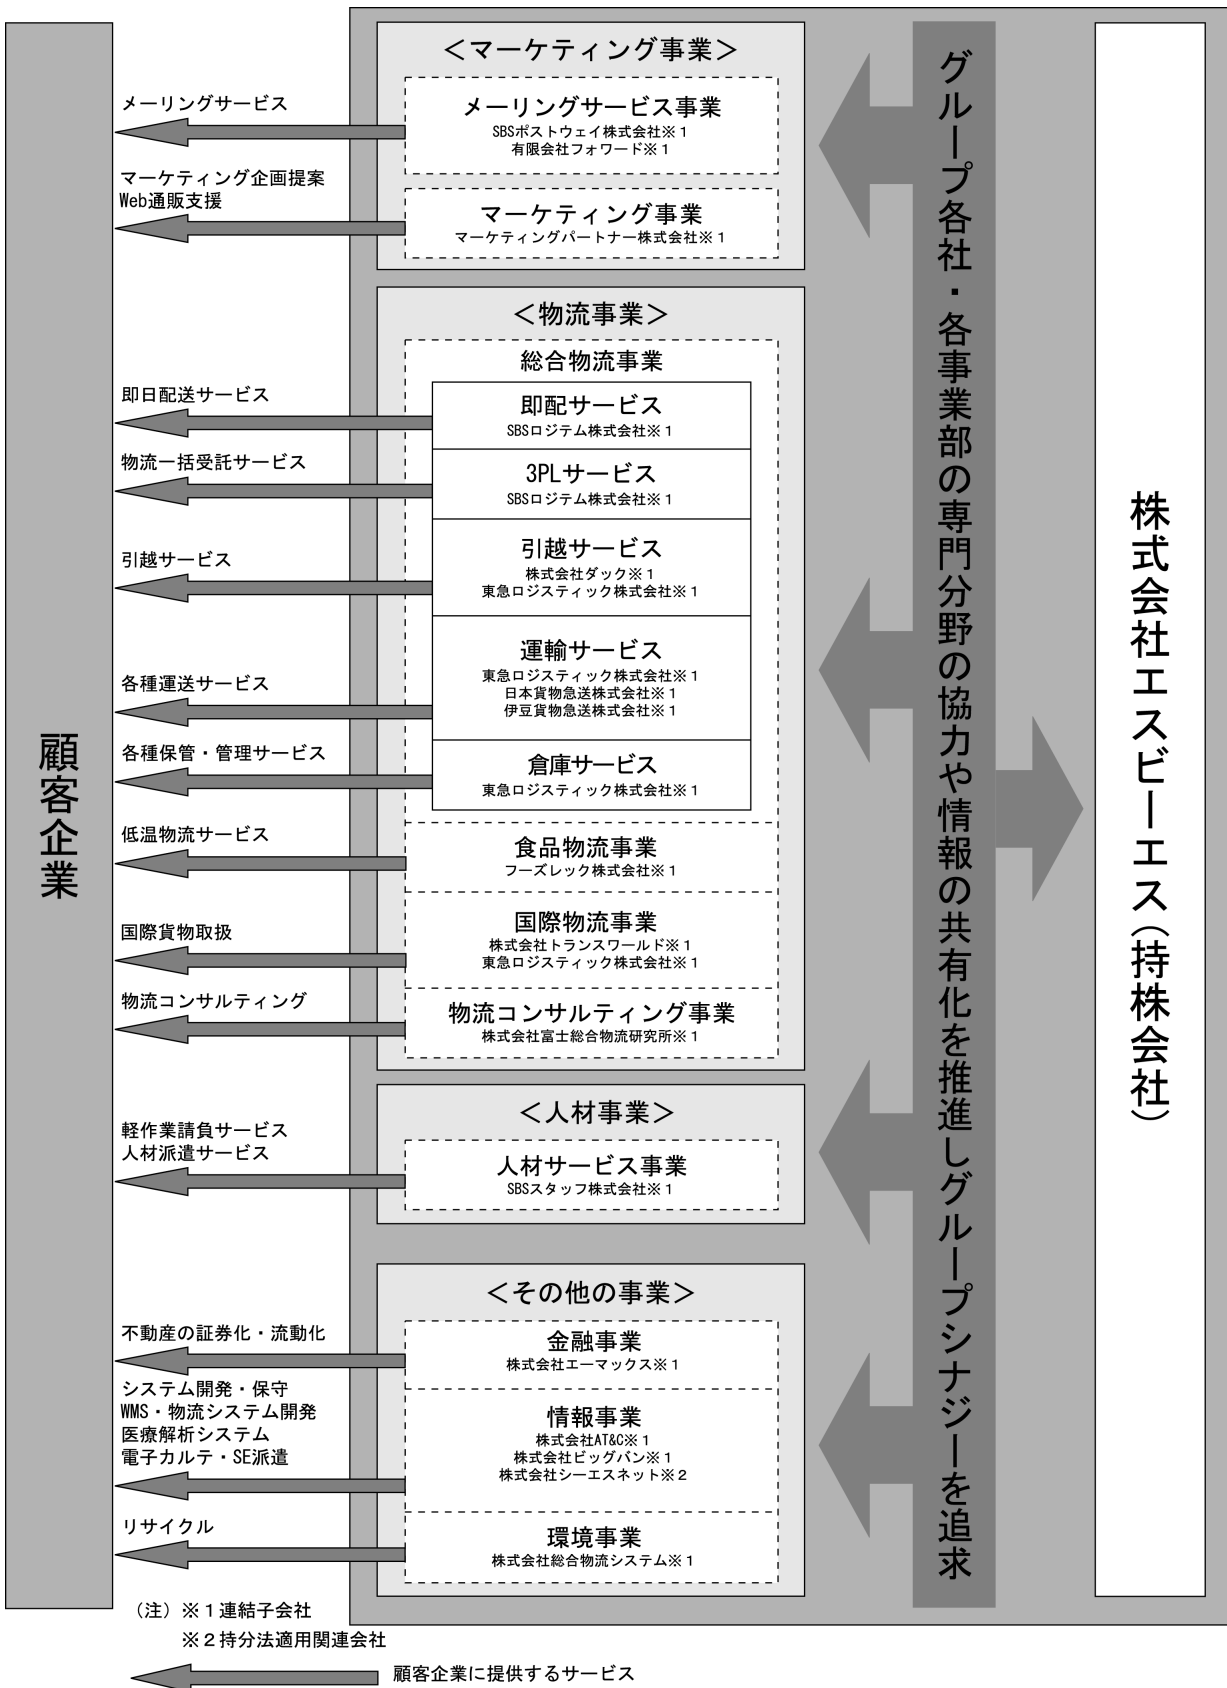 顧客企業
メーリングサービス
マーケティング企画提案
Web通販支援
即日配送サービス
物流一括受託サービス
引越サービス
各種運送サービス
各種保管・管理サービス
低温物流サービス
国際貨物取扱
物流コンサルティング
軽作業請負サービス
人材派遣サービス
不動産の証券化・流動化
システム開発・保守
WMS・物流システム開発
医療解析システム
電子カルテ・SE派遣
リサイクル
＜マーケティング事業＞
メーリングサービス事業
SBSポストウェイ株式会社※1
有限会社フォワード※1
マーケティング事業
マーケティングパートナー株式会社※1
＜物流事業＞
総合物流事業
即配サービス
SBSロジテム株式会社※1
3PLサービス
SBSロジテム株式会社※1
引越サービス
株式会社ダック※1
東急ロジスティック株式会社※1
運輸サービス
東急ロジスティック株式会社※1
日本貨物急送株式会社※1
伊豆貨物急送株式会社※1
倉庫サービス
東急ロジスティック株式会社※1
食品物流事業
フーズレック株式会社※1
国際物流事業
株式会社トランスワールド※1
東急ロジスティック株式会社※1
物流コンサルティング事業
株式会社富士総合物流研究所※1
＜人材事業＞
人材サービス事業
SBSスタッフ株式会社※1
＜その他の事業＞
金融事業
株式会社エーマックス※1
情報事業
株式会社AT&C※1
株式会社ビッグバン※1
株式会社シーエスネット※2
環境事業
株式会社総合物流システム※1
グループ各社・各事業部の専門分野の協力や情報の共有化を推進しグループシナジーを追求
株式会社エスビーエス（持株会社）
（注）※1連結子会社
※2持分法適用関連会社
顧客企業に提供するサービス